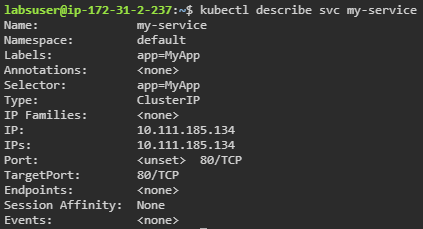 labsuser@ip-172-31-2-237:~$ kubectl describe svc my-service
Name:              my-service
Namespace:         default
Labels:            app=MyApp
Annotations:       <none>
Selector:          app=MyApp
Type:              ClusterIP
IP Families:       <none>
IP:                10.111.185.134
IPs:               10.111.185.134
Port:              <unset>  80/TCP
TargetPort:        80/TCP
Endpoints:         <none>
Session Affinity:  None
Events:            <none>